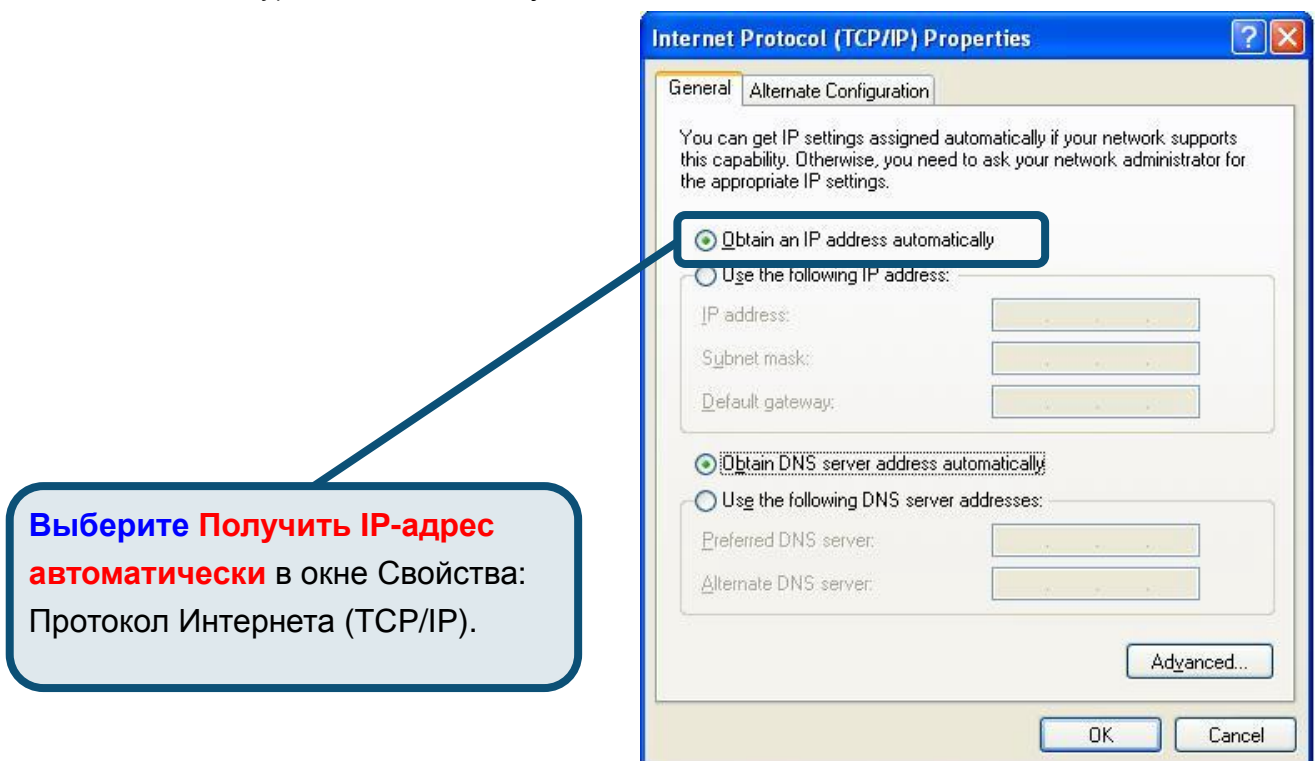 Internet Protocol (TCP/IP) Properties
General
Alternate Configuration
You can get IP settings assigned automatically if your network supports
this capability. Otherwise, you need to ask your network administrator for
the appropriate IP settings.
Obtain an IP address automatically
Use the following IP address:
IP address:
Subnet mask:
Default gateway:
Obtain DNS server address automatically
Use the following DNS server addresses:
Preferred DNS server:
Alternate DNS server:
Advanced...
OK
Cancel
Выберите Получить IP-адрес
автоматически в окне Свойства:
Протокол Интернета (TCP/IP).